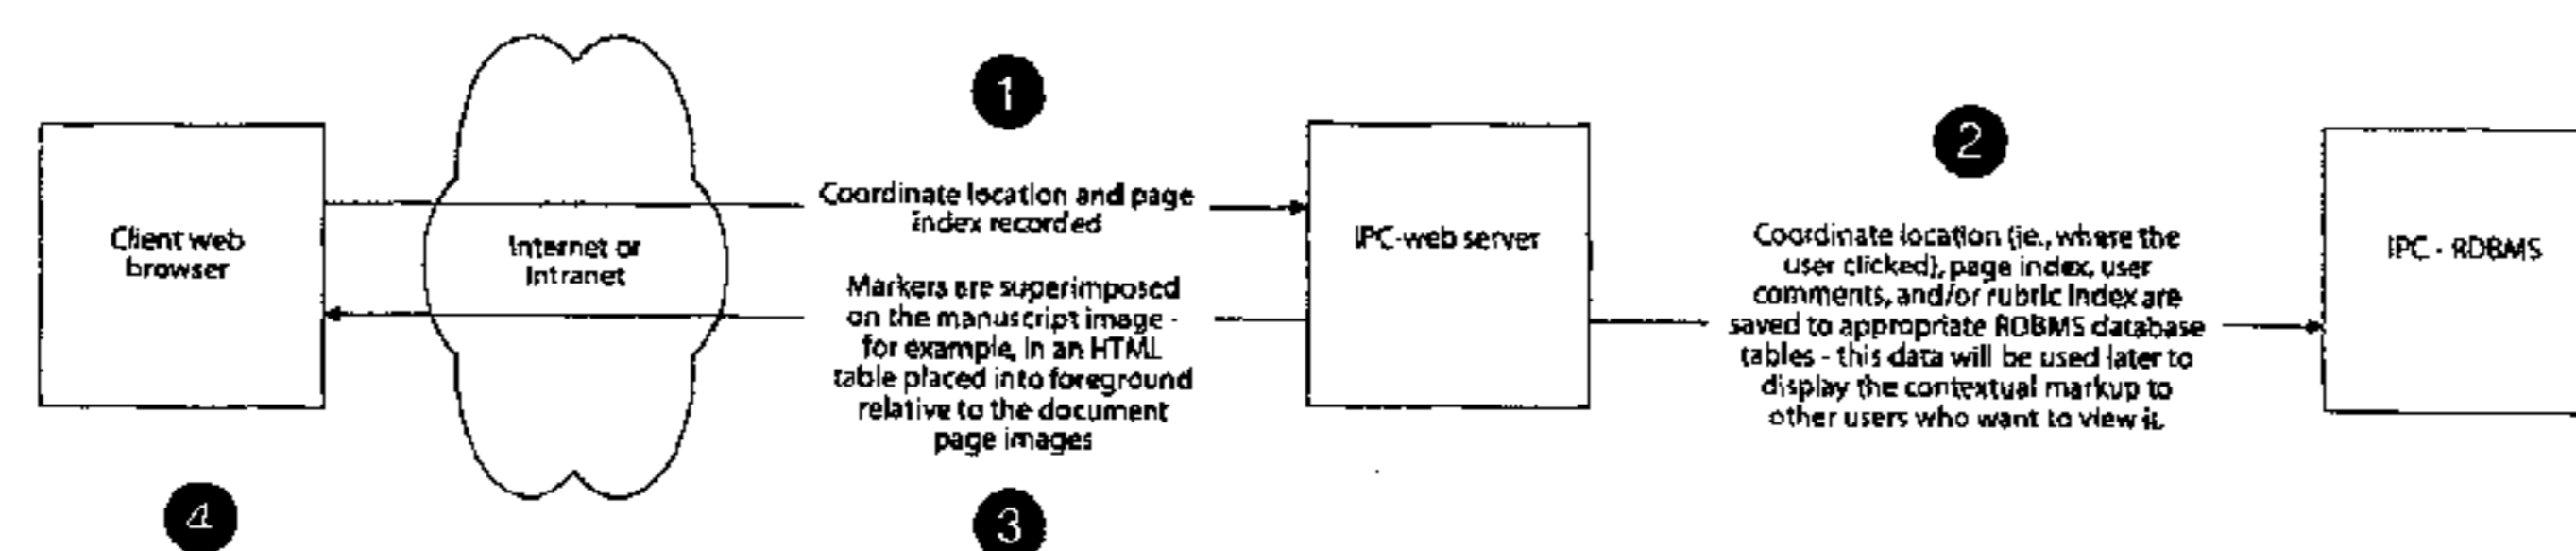 1
2
Coordinate location and page
index recorded
Client web
browser
Internet or
Intranet
IPC-web server
Coordinate location (ie., where the
user clicked), page index, user
comments, and/or rubric index are
saved to appropriate RDBMS database
tables - this data will be used later to
display the contextual markup to
other users who want to view it.
IPC - RDBMS
Markers are superimposed
on the manuscript image -
for example, in an HTML
table placed into foreground
relative to the document
page images
4
3